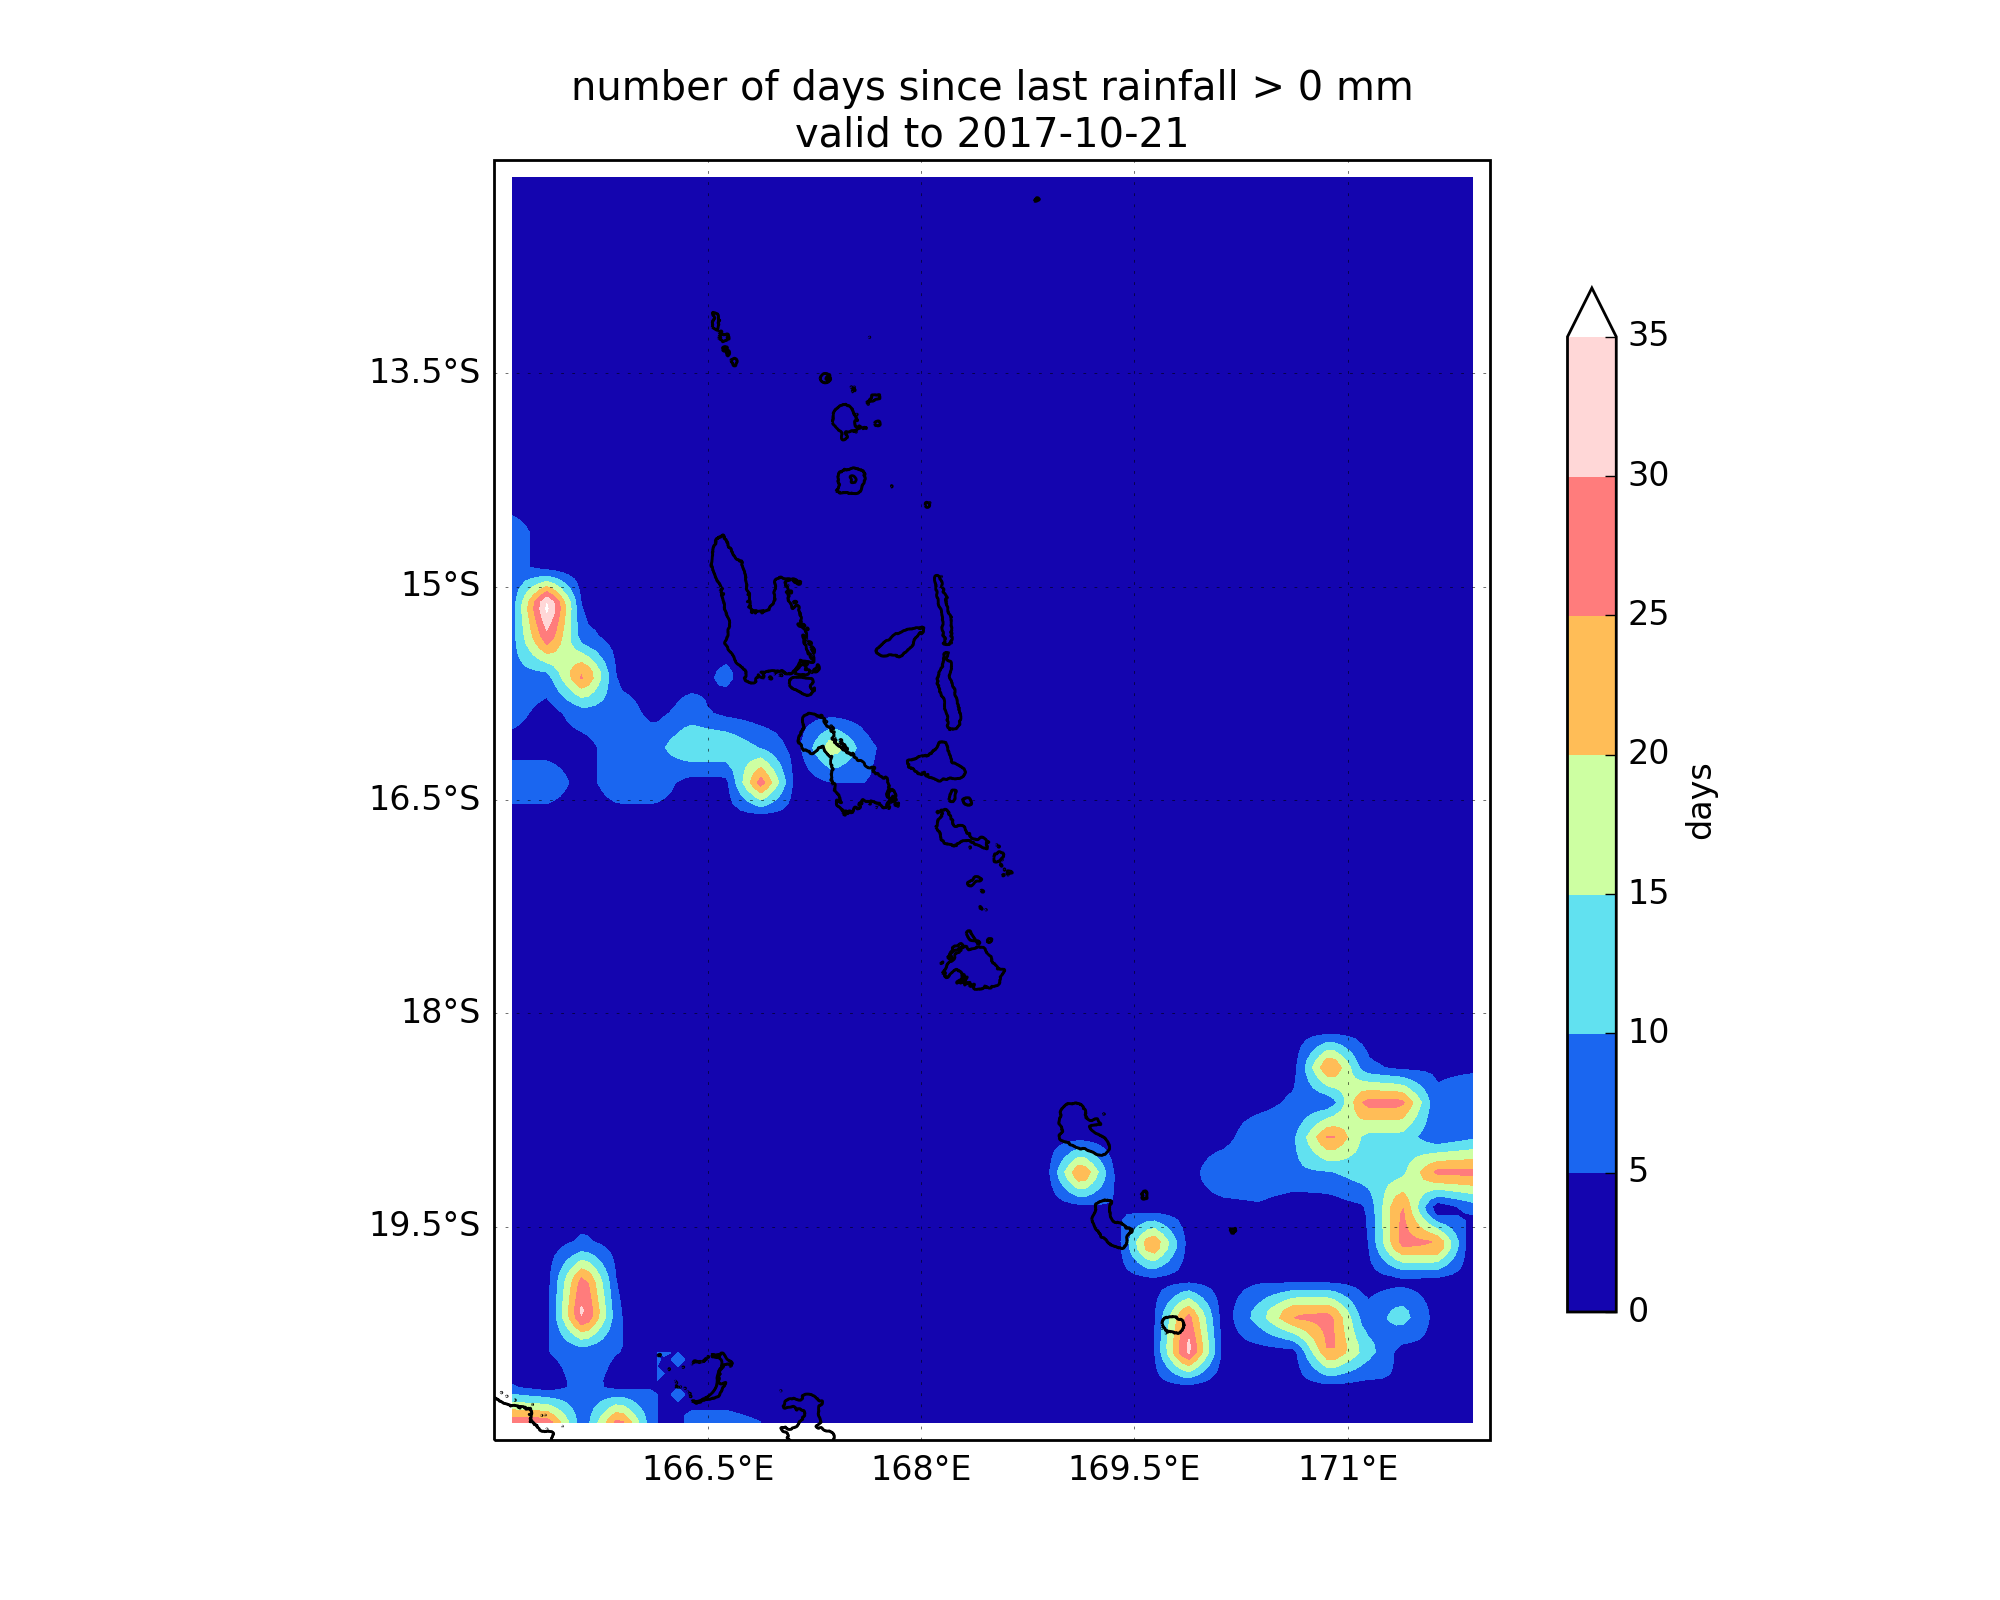 number of days since last rainfall > 0 mm
valid to 2017-10-21
13.5°S
15°S
16.5°S
18°S
19.5°S
166.5°E 168°E 169.5°E 171°E
35
30
25
20
15
10
5
0
days